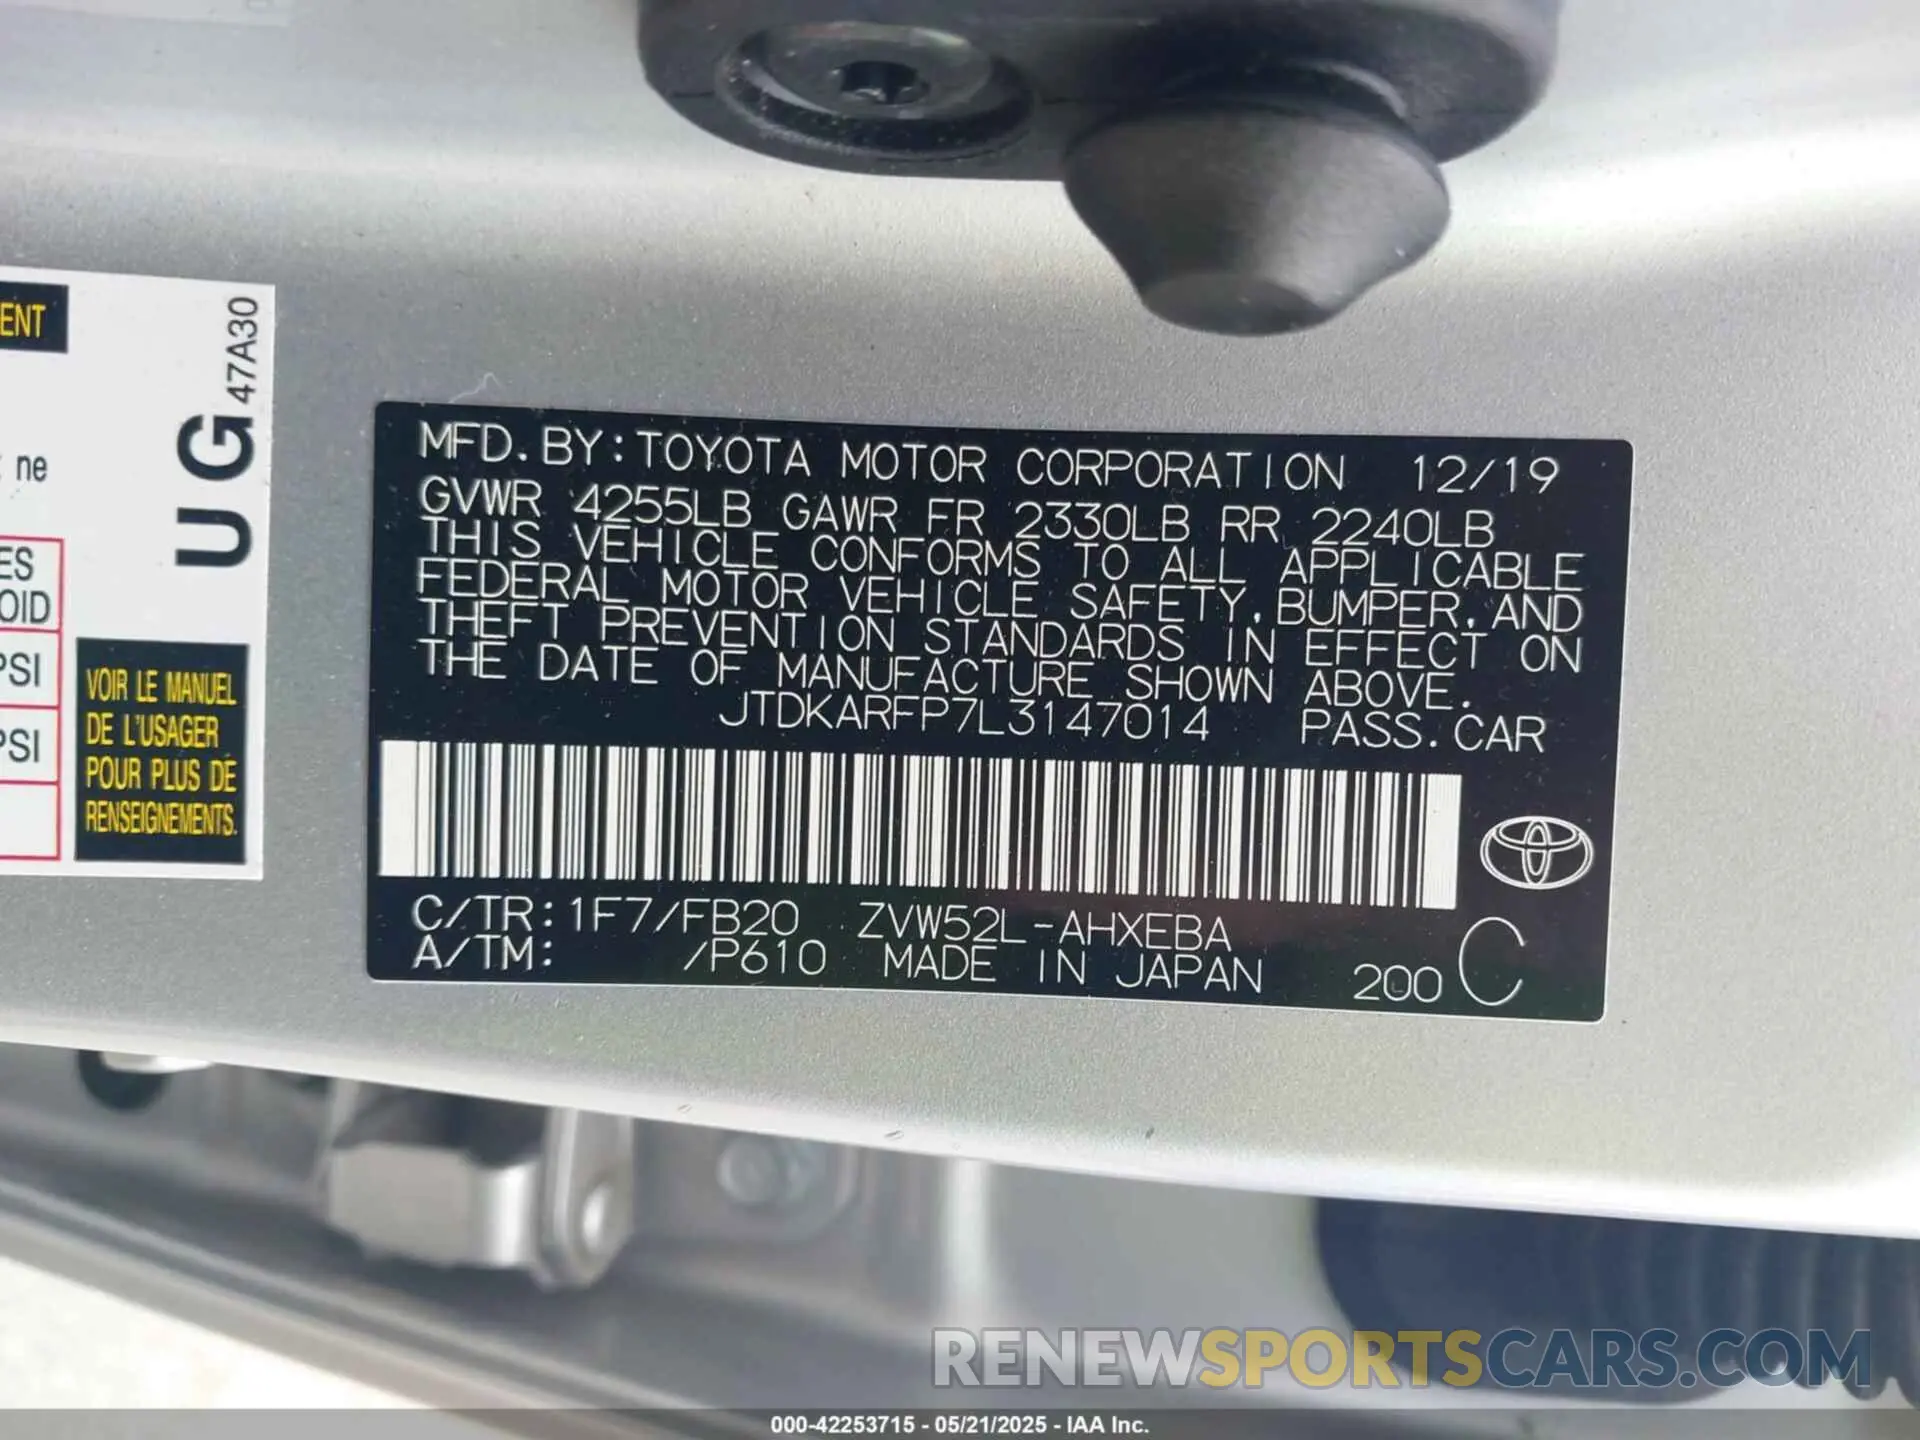 ENT
ne
ES
OID
PSI
PSI
UG 47A30
VOIR LE MANUEL
DE L'USAGER
POUR PLUS DE
RENSEIGNEMENTS.
MFD. BY: TOYOTA MOTOR CORPORATION 12/19
GVWR 4255LB GAWR FR 2330LB RR 2240LB
THIS VEHICLE CONFORMS TO ALL APPLICABLE
FEDERAL MOTOR VEHICLE SAFETY, BUMPER, AND
THEFT PREVENTION STANDARDS IN EFFECT ON
THE DATE OF MANUFACTURE SHOWN ABOVE.
JTDKARFP7L3147014 PASS. CAR
C/TR: 1F7/FB20 ZVW52L-AHXEBA
A/TM: /P610 MADE IN JAPAN 200 C
RENEWSPORTSCARS.COM
000-42253715 - 05/21/2025 - IAA Inc.